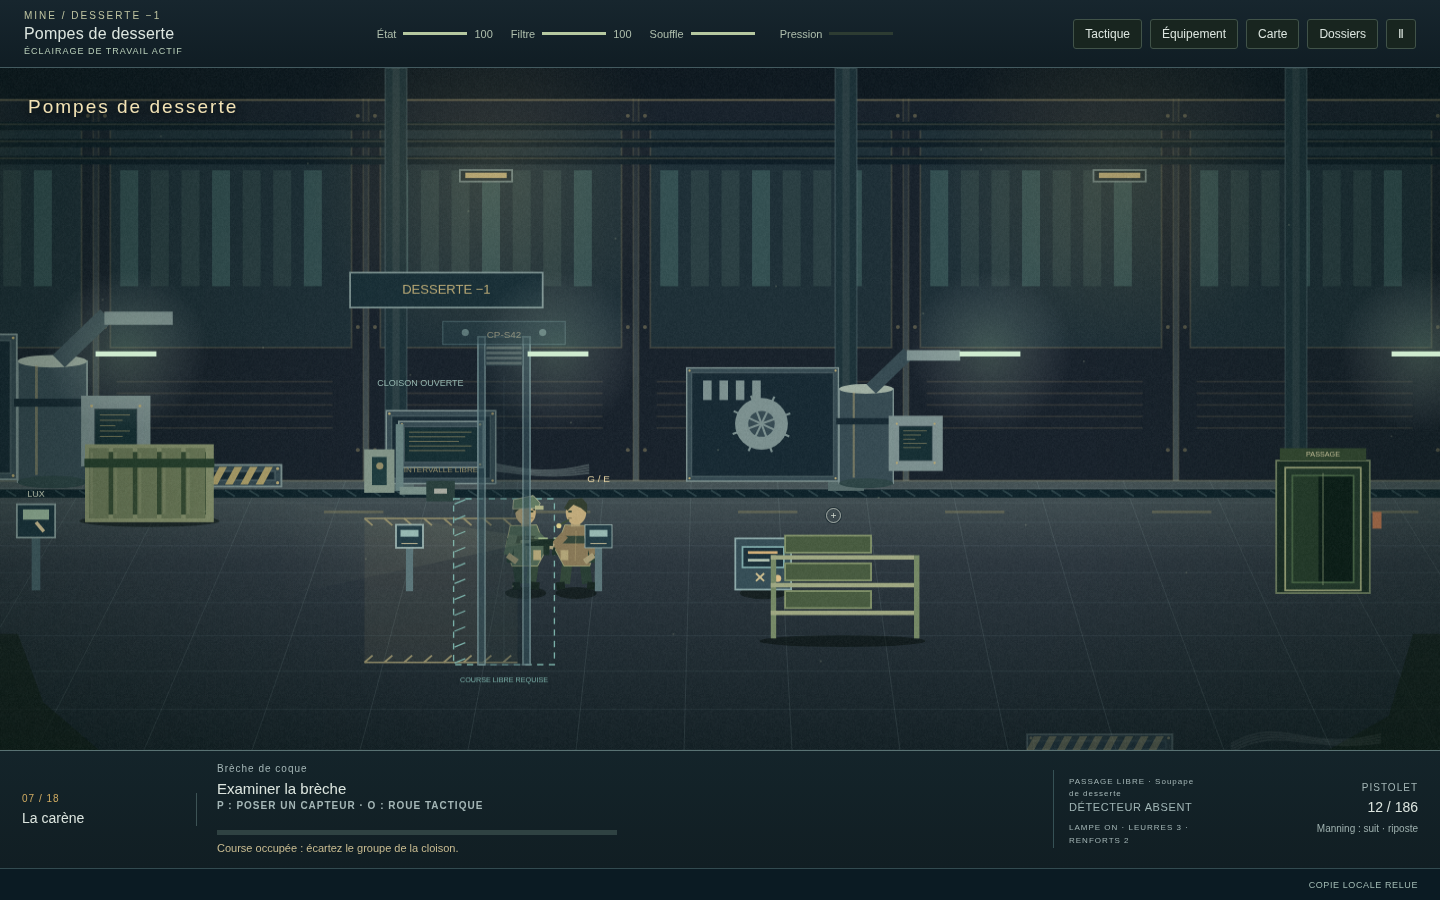 MINE / DESSERTE −1
Pompes de desserte
ÉCLAIRAGE DE TRAVAIL ACTIF
État 100 Filtre 100 Souffle Pression
Tactique Équipement Carte Dossiers II
Pompes de desserte
DESSERTE −1
CP-S42
CLOISON OUVERTE
PASSAGE
INTERVALLE LIBRE
G / E
LUX
COURSE LIBRE REQUISE
07 / 18
La carène
Brèche de coque
Examiner la brèche
P : POSER UN CAPTEUR · O : ROUE TACTIQUE
Course occupée : écartez le groupe de la cloison.
PASSAGE LIBRE · Soupape
de desserte
DÉTECTEUR ABSENT
LAMPE ON · LEURRES 3 ·
RENFORTS 2
PISTOLET
12 / 186
Manning : suit · riposte
COPIE LOCALE RELUE